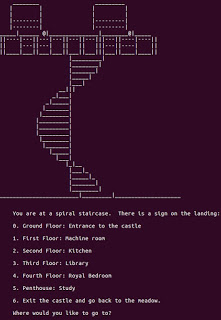 You are at a spiral staircase.  There is a sign on the landing:
0. Ground Floor: Entrance to the castle
1. First Floor: Machine room
2. Second Floor: Kitchen
3. Third Floor: Library
4. Fourth Floor: Royal Bedroom
5. Penthouse: Study
6. Exit the castle and go back to the meadow.
Where would you like to go to?